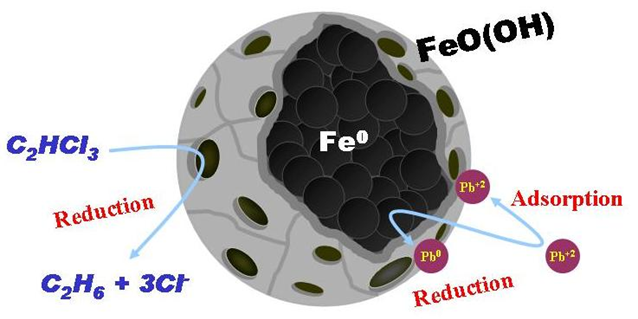 FeO(OH)
Fe⁰
C₂HCl₃
Reduction
C₂H₆ + 3Cl⁻
Pb⁺²
Adsorption
Pb⁰
Pb⁺²
Reduction